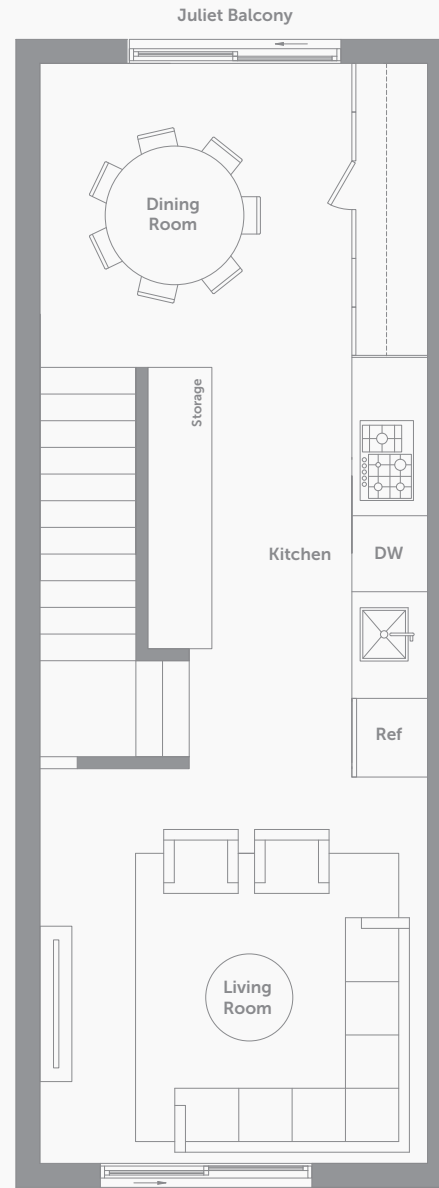 Juliet Balcony
Dining
Room
Storage
Kitchen
DW
Ref
Living
Room